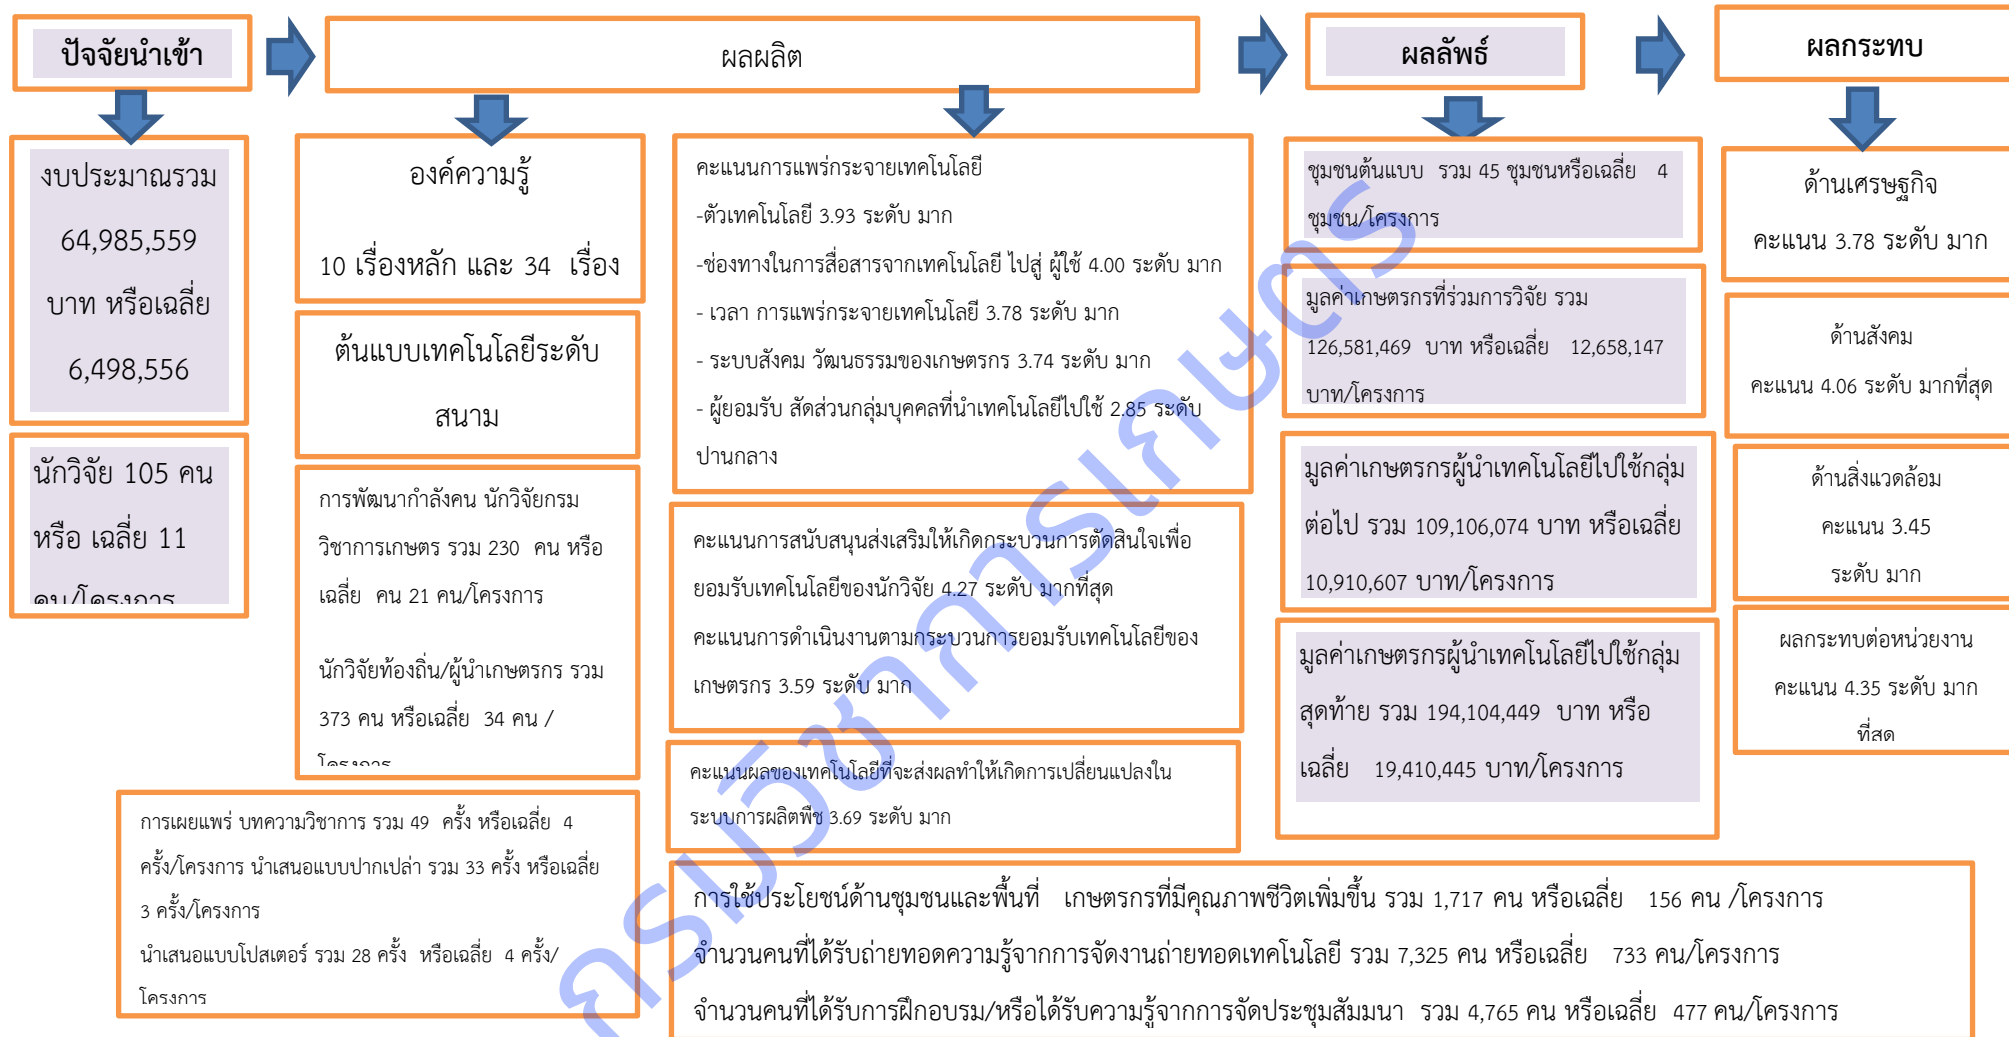 ปัจจัยนำเข้า
ผลผลิต
ผลลัพธ์
ผลกระทบ
งบประมาณรวม
64,985,559
บาท หรือเฉลี่ย
6,498,556
นักวิจัย 105 คน
หรือ เฉลี่ย 11
คน/โครงการ
องค์ความรู้
10 เรื่องหลัก และ 34 เรื่อง
ต้นแบบเทคโนโลยีระดับ
สนาม
การพัฒนากำลังคน นักวิจัยกรม
วิชาการเกษตร รวม 230 คน หรือ
เฉลี่ย คน 21 คน/โครงการ
นักวิจัยท้องถิ่น/ผู้นำเกษตรกร รวม
373 คน หรือเฉลี่ย 34 คน /
โครงการ
การเผยแพร่ บทความวิชาการ รวม 49 ครั้ง หรือเฉลี่ย 4
ครั้ง/โครงการ นำเสนอแบบปากเปล่า รวม 33 ครั้ง หรือเฉลี่ย
3 ครั้ง/โครงการ
นำเสนอแบบโปสเตอร์ รวม 28 ครั้ง หรือเฉลี่ย 4 ครั้ง/
โครงการ
คะแนนการแพร่กระจายเทคโนโลยี
-ตัวเทคโนโลยี 3.93 ระดับ มาก
-ช่องทางในการสื่อสารจากเทคโนโลยี ไปสู่ ผู้ใช้ 4.00 ระดับ มาก
- เวลา การแพร่กระจายเทคโนโลยี 3.78 ระดับ มาก
- ระบบสังคม วัฒนธรรมของเกษตรกร 3.74 ระดับ มาก
- ผู้ยอมรับ สัดส่วนกลุ่มบุคคลที่นำเทคโนโลยีไปใช้ 2.85 ระดับ
ปานกลาง
คะแนนการสนับสนุนส่งเสริมให้เกิดกระบวนการตัดสินใจเพื่อ
ยอมรับเทคโนโลยีของนักวิจัย 4.27 ระดับ มากที่สุด
คะแนนการดำเนินงานตามกระบวนการยอมรับเทคโนโลยีของ
เกษตรกร 3.59 ระดับ มาก
คะแนนผลของเทคโนโลยีที่จะส่งผลทำให้เกิดการเปลี่ยนแปลงใน
ระบบการผลิตพืช 3.69 ระดับ มาก
ชุมชนต้นแบบ รวม 45 ชุมชนหรือเฉลี่ย 4
ชุมชน/โครงการ
มูลค่าเกษตรกรที่ร่วมการวิจัย รวม
126,581,469 บาท หรือเฉลี่ย 12,658,147
บาท/โครงการ
มูลค่าเกษตรกรผู้นำเทคโนโลยีไปใช้กลุ่ม
ต่อไป รวม 109,106,074 บาท หรือเฉลี่ย
10,910,607 บาท/โครงการ
มูลค่าเกษตรกรผู้นำเทคโนโลยีไปใช้กลุ่ม
สุดท้าย รวม 194,104,449 บาท หรือ
เฉลี่ย 19,410,445 บาท/โครงการ
ด้านเศรษฐกิจ
คะแนน 3.78 ระดับ มาก
ด้านสังคม
คะแนน 4.06 ระดับ มากที่สุด
ด้านสิ่งแวดล้อม
คะแนน 3.45
ระดับ มาก
ผลกระทบต่อหน่วยงาน
คะแนน 4.35 ระดับ มาก
ที่สุด
การใช้ประโยชน์ด้านชุมชนและพื้นที่ เกษตรกรที่มีคุณภาพชีวิตเพิ่มขึ้น รวม 1,717 คน หรือเฉลี่ย 156 คน /โครงการ
จำนวนคนที่ได้รับถ่ายทอดความรู้จากการจัดงานถ่ายทอดเทคโนโลยี รวม 7,325 คน หรือเฉลี่ย 733 คน/โครงการ
จำนวนคนที่ได้รับการฝึกอบรม/หรือได้รับความรู้จากการจัดประชุมสัมมนา รวม 4,765 คน หรือเฉลี่ย 477 คน/โครงการ
กรมวิชาการเกษตร